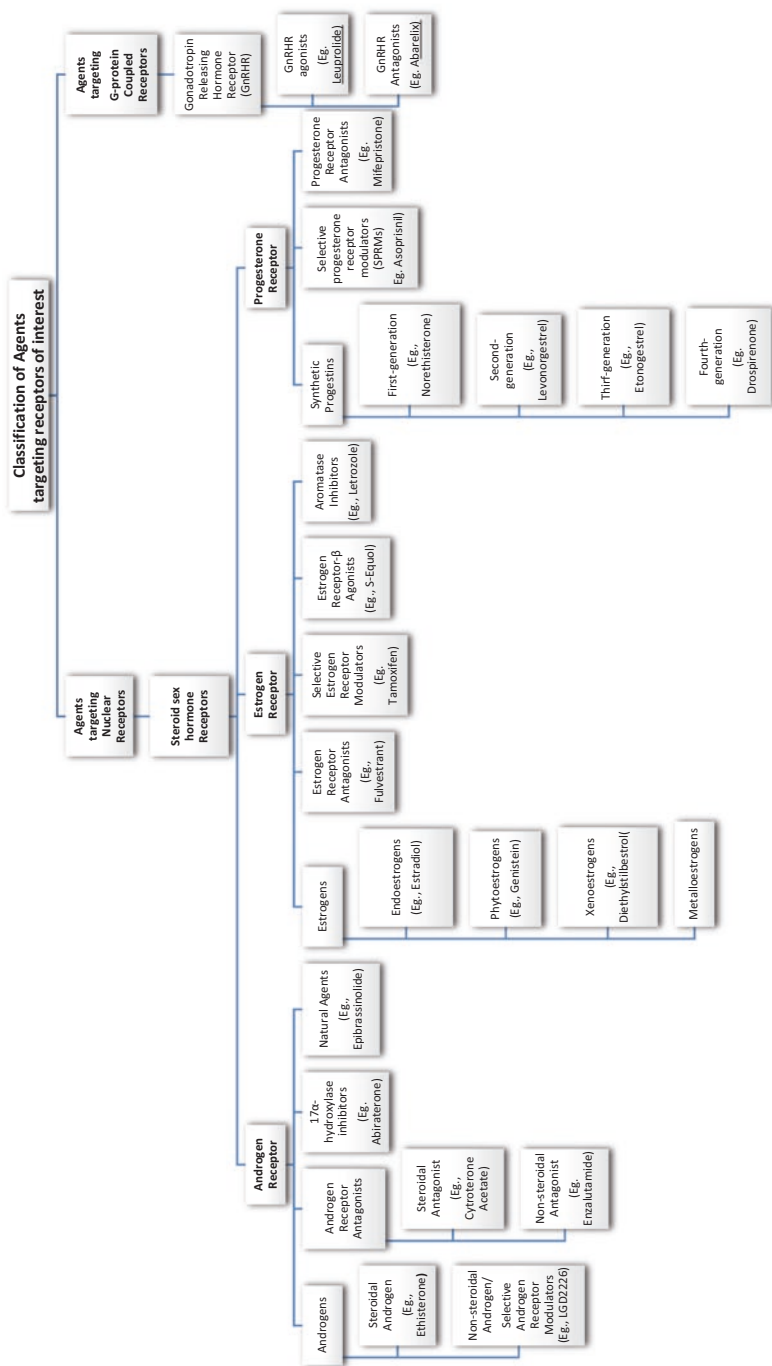 Classification of Agents
targeting receptors of interest
Agents
targeting
Nuclear
Receptors
Steroid sex
hormone
Receptors
Androgen
Receptor
Androgens
Steroidal
Androgen
(Eg.,
Ethisterone)
Non-steroidal
Androgen/
Selective
Androgen Receptor
Modulators
(Eg., LGD2226)
Androgen
Receptor
Antagonists
Steroidal
Antagonist
(Eg.,
Cytroterone
Acetate)
Non-steroidal
Antagonist
(Eg.
Enzalutamide)
17α-
hydroxylase
inhibitors
(Eg.
Abiraterone)
Natural Agents
(Eg.,
Epibrassinolide)
Estrogen
Receptor
Estrogens
Endoestrogens
(Eg., Estradiol)
Phytoestrogens
(Eg., Genistein)
Xenoestrogens
(Eg.,
Diethylstilbestrol(
Metalloestrogens
Estrogen
Receptor
Antagonists
(Eg.,
Fulvestrant)
Selective
Estrogen
Receptor
Modulators
(Eg.
Tamoxifen)
Estrogen
Receptor-β
Agonists
(Eg., S-Equol)
Aromatase
Inhibitors
(Eg., Letrozole)
Progesterone
Receptor
Synthetic
Progestins
First-generation
(Eg.,
Norethisterone)
Second-
generation
(Eg.,
Levonorgestrel)
Thirf-generation
(Eg.,
Etonogestrel)
Fourth-
generation
(Eg.
Drospirenone)
Selective
progesterone
receptor
modulators
(SPRMs)
Eg. Asoprisnil)
Progesterone
Receptor
Antagonists
(Eg.
Mifepristone)
Agents
targeting
G-protein
Coupled
Receptors
Gonadotropin
Releasing
Hormone
Receptor
(GnRHR)
GnRHR
agonists
(Eg.
Leuprolide)
GnRHR
Antagonists
(Eg. Abarelix)